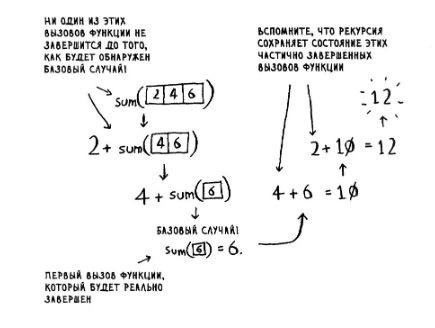 НИ ОДИН ИЗ ЭТИХ
ВЫЗОВОВ ФУНКЦИИ НЕ
ЗАВЕРШИТСЯ ДО ТОГО,
КАК БУДЕТ ОБНАРУЖЕН
БАЗОВЫЙ СЛУЧАЙ!
sum(2 4 6)
2 + sum(4 6)
4 + sum(6)
БАЗОВЫЙ СЛУЧАЙ!
sum(6) = 6.
ПЕРВЫЙ ВЫЗОВ ФУНКЦИИ,
КОТОРЫЙ БУДЕТ РЕАЛЬНО
ЗАВЕРШЕН
ВСПОМНИТЕ, ЧТО РЕКУРСИЯ
СОХРАНЯЕТ СОСТОЯНИЕ ЭТИХ
ЧАСТИЧНО ЗАВЕРШЕННЫХ
ВЫЗОВОВ ФУНКЦИИ
12
2 + 10 = 12
4 + 6 = 10